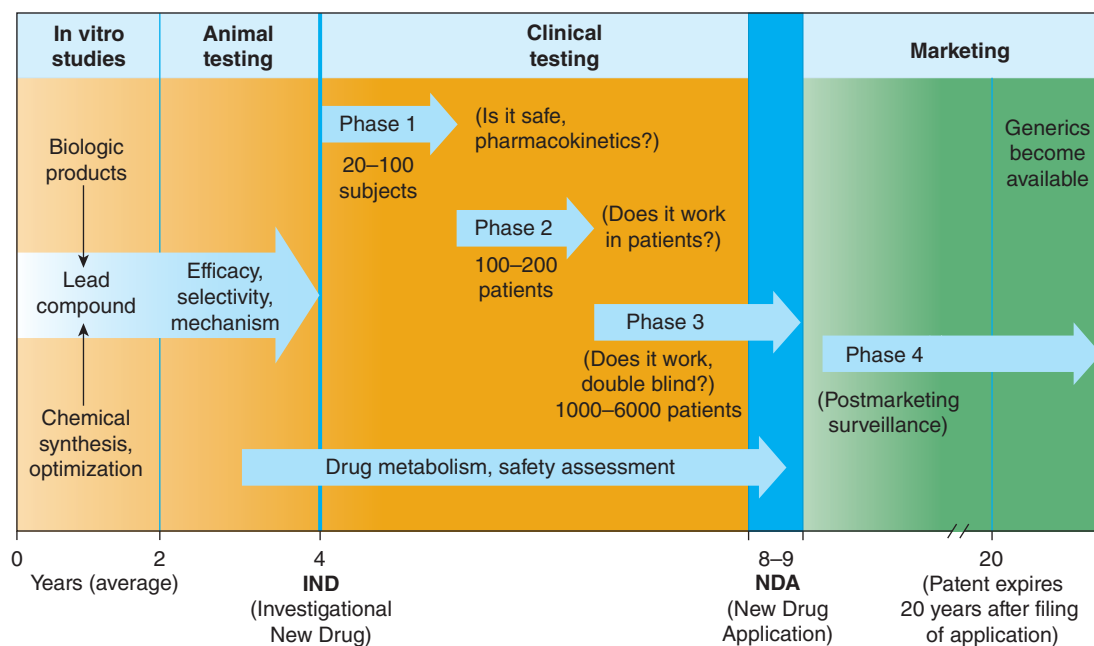 In vitro
studies
Animal
testing
Clinical
testing
Marketing
Biologic
products
Lead
compound
Chemical
synthesis,
optimization
Efficacy,
selectivity,
mechanism
Phase 1
20–100
subjects
(Is it safe,
pharmacokinetics?)
Phase 2
100–200
patients
(Does it work
in patients?)
Phase 3
(Does it work,
double blind?)
1000–6000 patients
Drug metabolism, safety assessment
Generics
become
available
Phase 4
(Postmarketing
surveillance)
0
2
4
8–9
20
Years (average)
IND
(Investigational
New Drug)
NDA
(New Drug
Application)
(Patent expires
20 years after filing
of application)